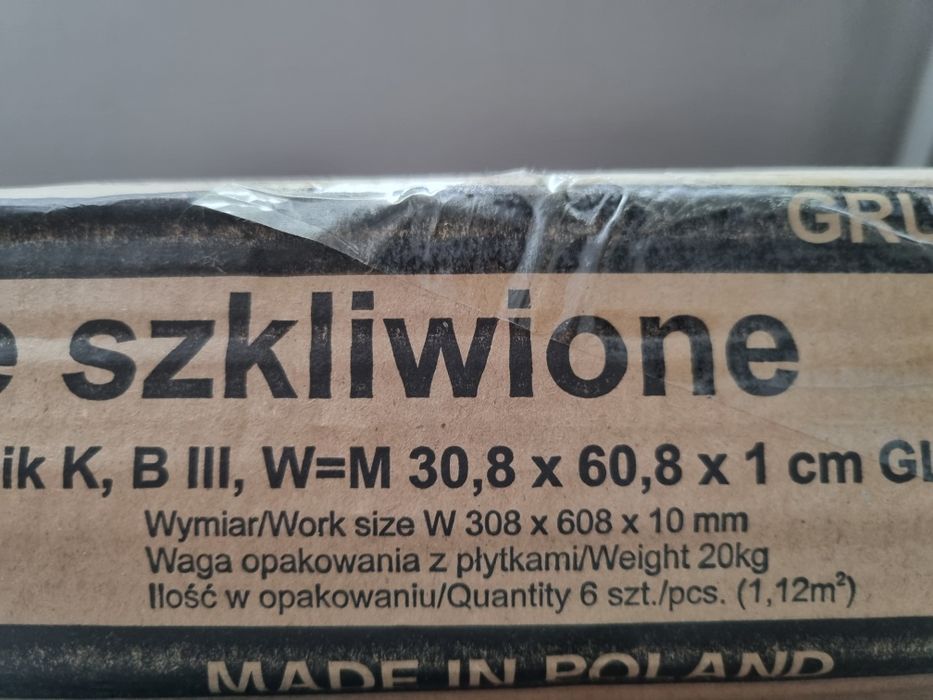 GRU
e szkliwione
ik K, B III, W=M 30,8 x 60,8 x 1 cm GL
Wymiar/Work size W 308 x 608 x 10 mm
Waga opakowania z płytkami/Weight 20kg
Ilość w opakowaniu/Quantity 6 szt./pcs. (1,12m²)
MADE IN POLAND